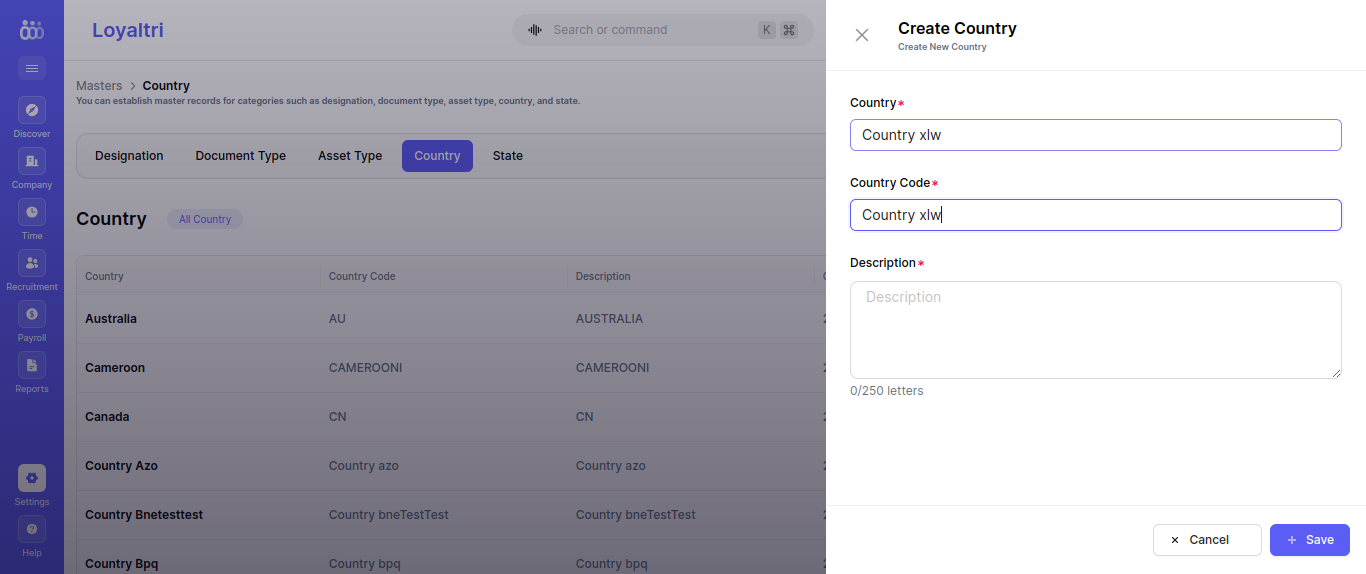 Loyaltri
Search or command
K ⌘
Discover
Company
Time
Recruitment
Payroll
Reports
Settings
Help
Masters > Country
You can establish master records for categories such as designation, document type, asset type, country, and state.
Designation Document Type Asset Type Country State
Country All Country
Country Country Code Description
Australia AU AUSTRALIA
Cameroon CAMEROONI CAMEROONI
Canada CN CN
Country Azo Country azo Country azo
Country Bnetesttest Country bneTestTest Country bneTestTest
Country Bpq Country bpq Country bpq
Create Country
Create New Country
Country*
Country xlw
Country Code*
Country xlw
Description*
Description
0/250 letters
× Cancel
+ Save